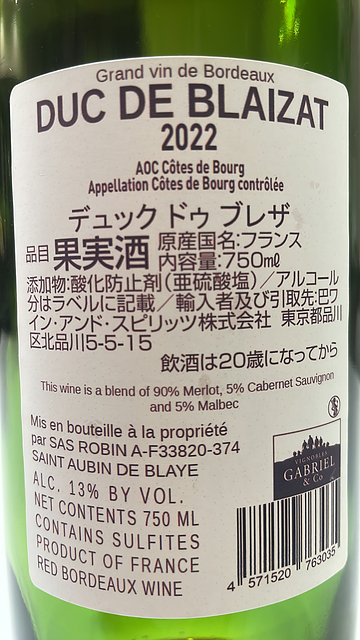 Grand vin de Bordeaux
DUC DE BLAIZAT
2022
AOC Côtes de Bourg
Appellation Côtes de Bourg contrôlée
デュック ドゥ ブレザ
品目 果実酒 原産国名:フランス
内容量:750mℓ
添加物:酸化防止剤(亜硫酸塩)/アルコール
分はラベルに記載/輸入者及び引取先:巴ワ
イン・アンド・スピリッツ株式会社 東京都品川
区北品川5-5-15
飲酒は20歳になってから
This wine is a blend of 90% Merlot, 5% Cabernet Sauvignon
and 5% Malbec
Mis en bouteille à la propriété
par SAS ROBIN A-F33820-374
SAINT AUBIN DE BLAYE
VIGNOBLES
GABRIEL
& Co
ALC. 13% BY VOL.
NET CONTENTS 750 ML
CONTAINS SULFITES
PRODUCT OF FRANCE
RED BORDEAUX WINE
4 571520 763035